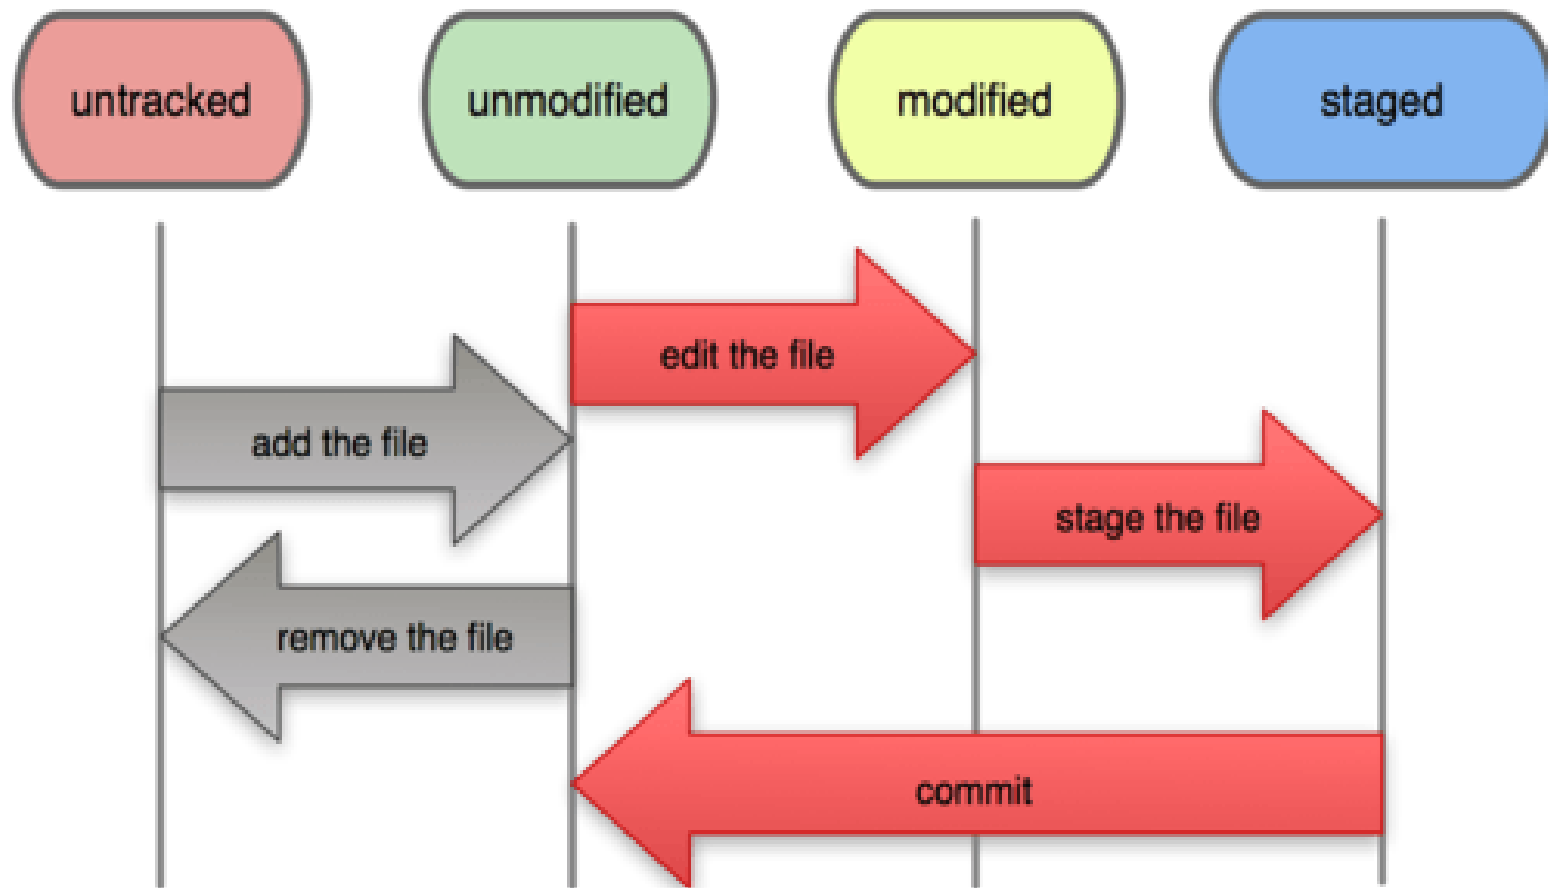 untracked
unmodified
modified
staged
edit the file
add the file
stage the file
remove the file
commit